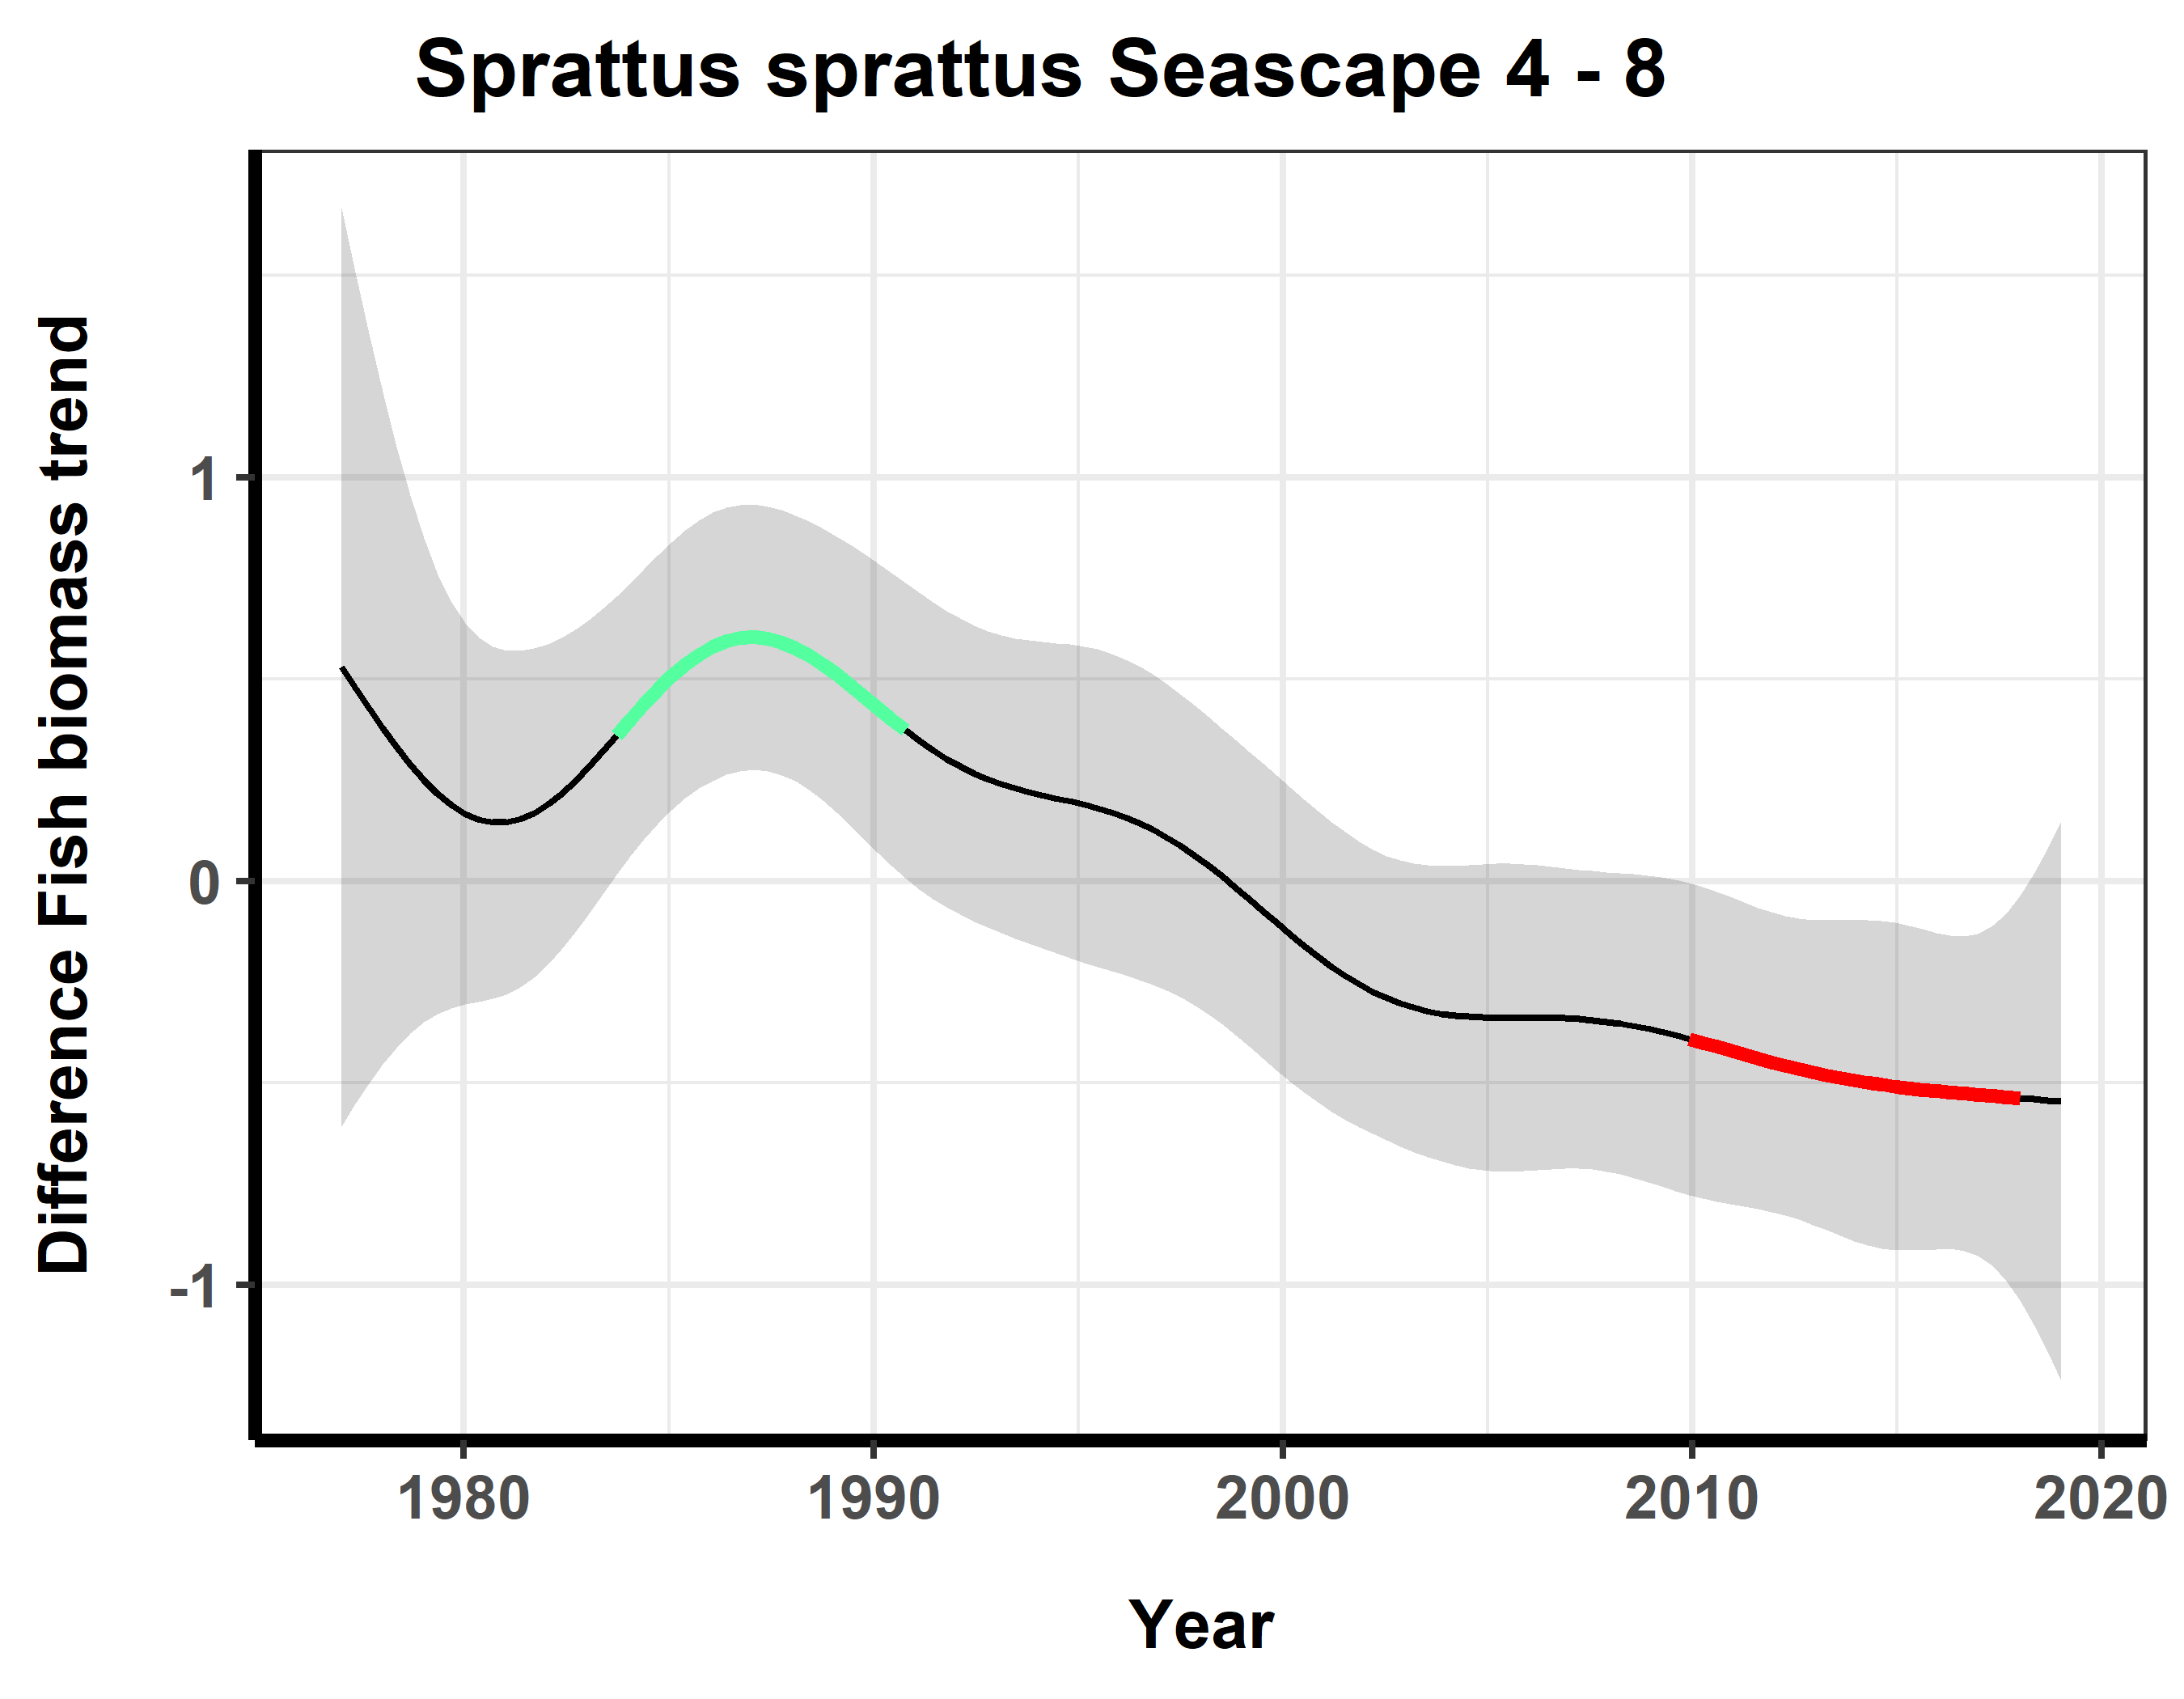 Sprattus sprattus Seascape 4 - 8
Difference Fish biomass trend
1
0
-1
1980 1990 2000 2010 2020
Year